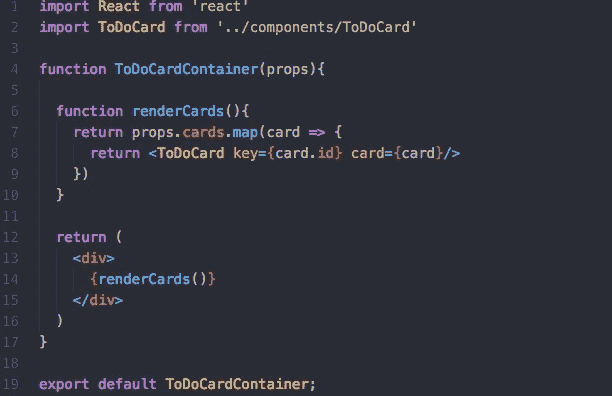 1 import React from 'react'
2 import ToDoCard from '../components/ToDoCard'
3
4 function ToDoCardContainer(props){
5
6   function renderCards(){
7     return props.cards.map(card => {
8       return <ToDoCard key={card.id} card={card}/>
9     })
10   }
11
12   return (
13     <div>
14       {renderCards()}
15     </div>
16   )
17 }
18
19 export default ToDoCardContainer;